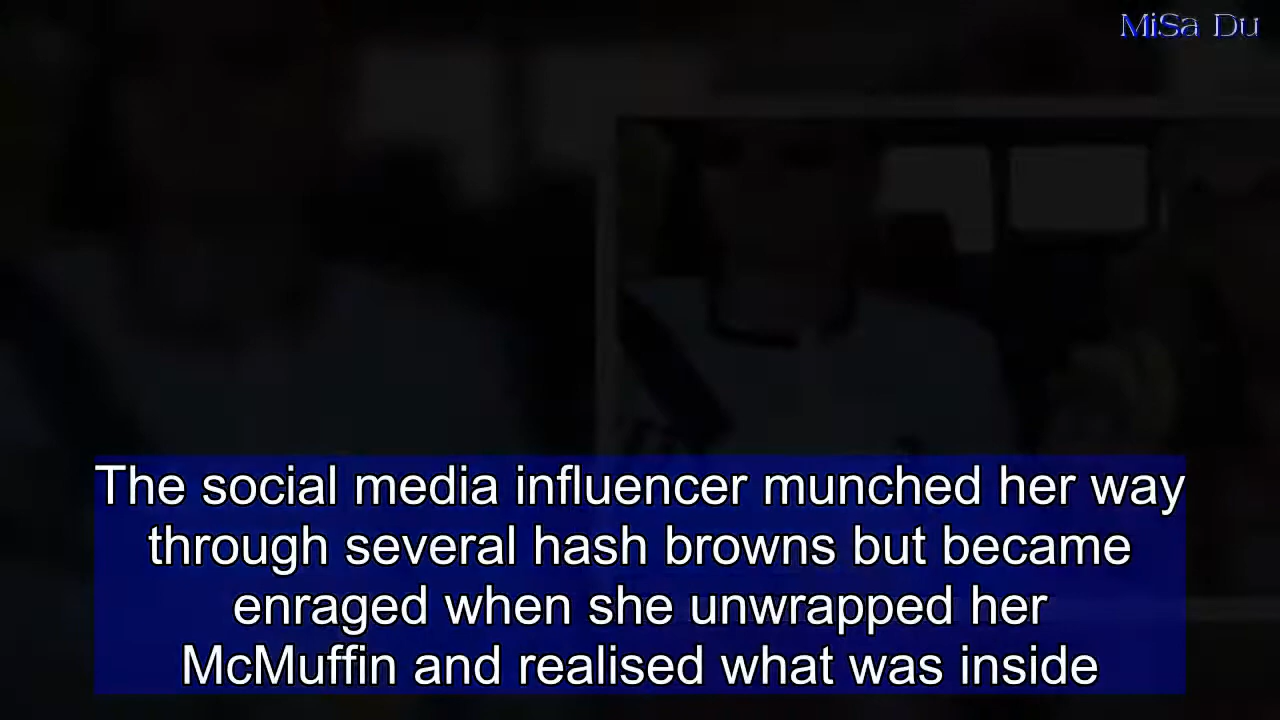 MiSa Du
The social media influencer munched her way
through several hash browns but became
enraged when she unwrapped her
McMuffin and realised what was inside